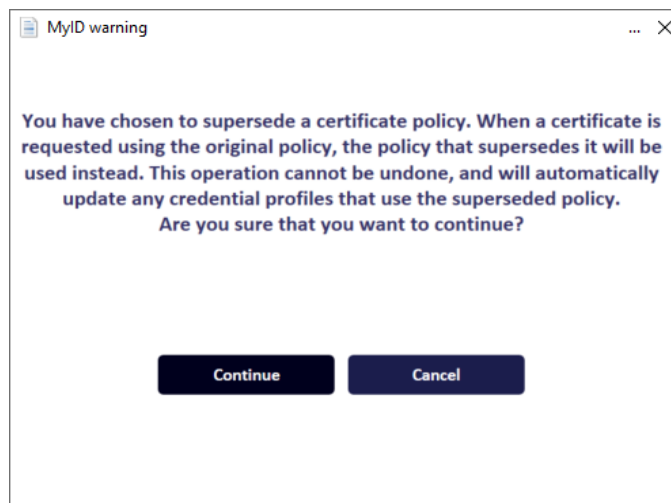 MyID warning
...
You have chosen to supersede a certificate policy. When a certificate is
requested using the original policy, the policy that supersedes it will be
used instead. This operation cannot be undone, and will automatically
update any credential profiles that use the superseded policy.
Are you sure that you want to continue?
Continue
Cancel